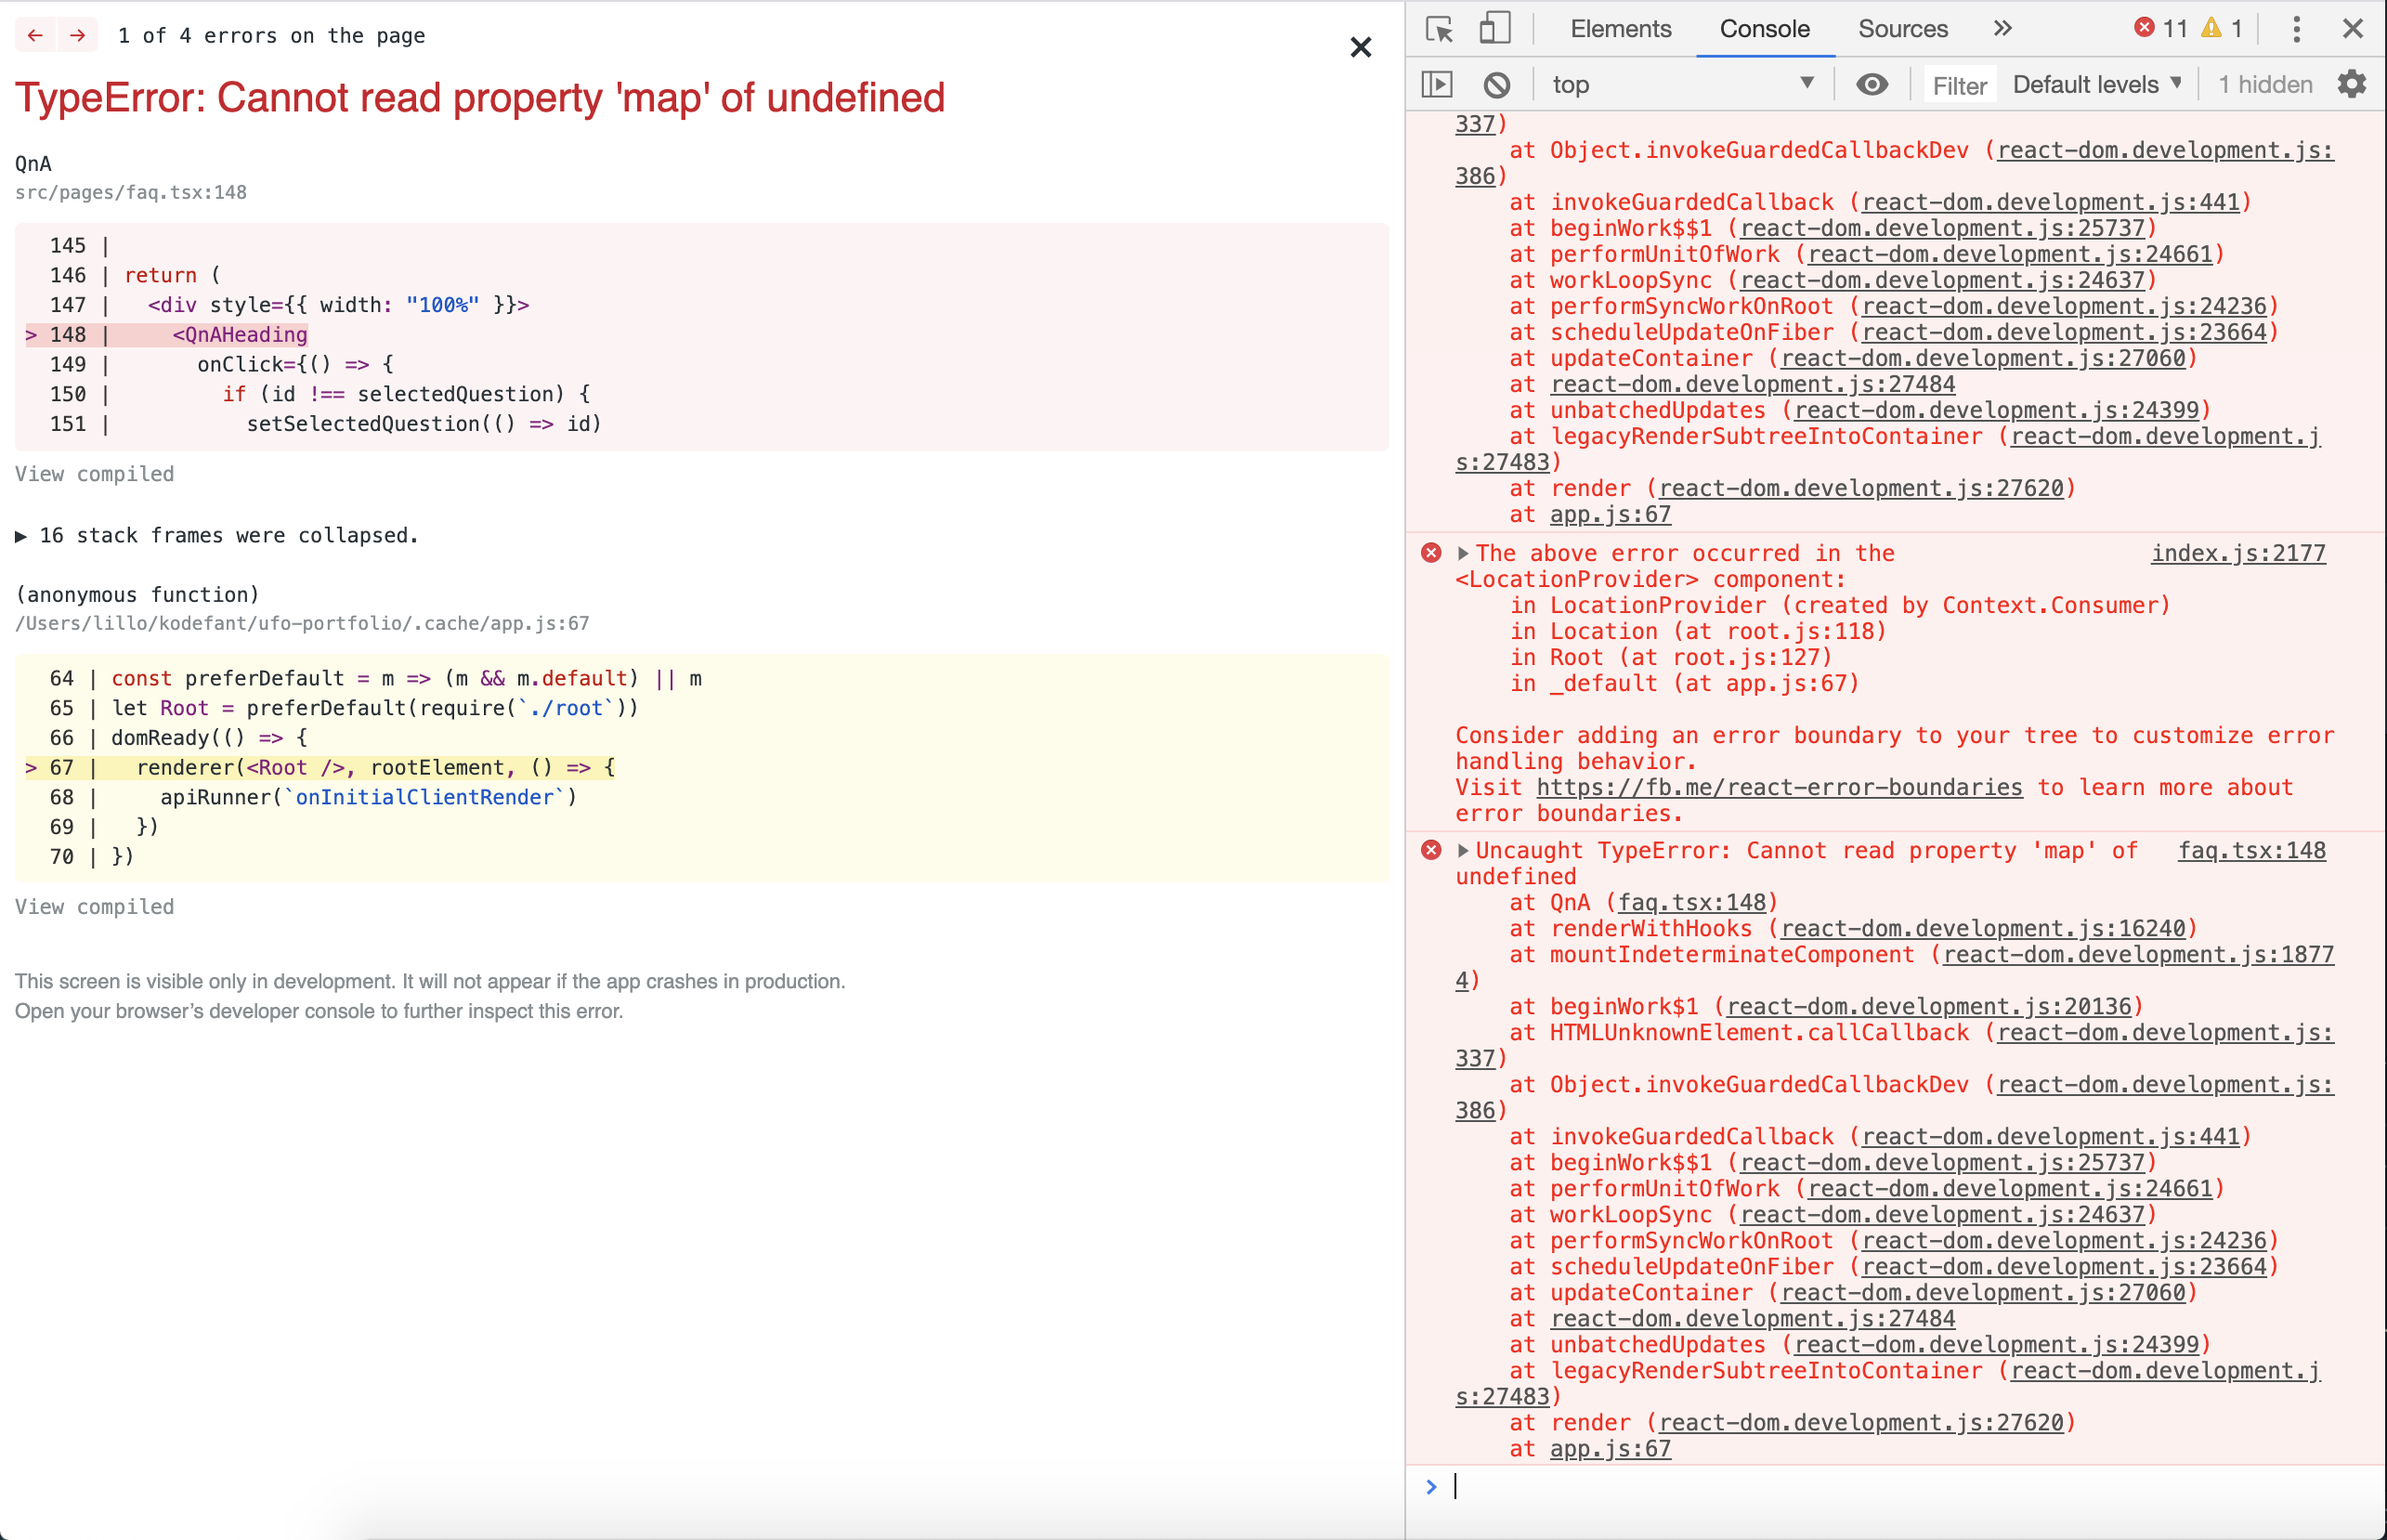 ← → 1 of 4 errors on the page
TypeError: Cannot read property 'map' of undefined
QnA
src/pages/faq.tsx:148
145 |
146 | return (
147 |   <div style={{ width: "100%" }}>
> 148 |     <QnAHeading
149 |       onClick={() => {
150 |         if (id !== selectedQuestion) {
151 |           setSelectedQuestion(() => id)
View compiled
▶ 16 stack frames were collapsed.
(anonymous function)
/Users/lillo/kodefant/ufo-portfolio/.cache/app.js:67
64 | const preferDefault = m => (m && m.default) || m
65 | let Root = preferDefault(require(`./root`))
66 | domReady(() => {
> 67 |   renderer(<Root />, rootElement, () => {
68 |     apiRunner(`onInitialClientRender`)
69 |   })
70 | })
View compiled
This screen is visible only in development. It will not appear if the app crashes in production.
Open your browser’s developer console to further inspect this error.
Elements Console Sources » 11 1
top Filter Default levels 1 hidden
337)
at Object.invokeGuardedCallbackDev (react-dom.development.js:
386)
at invokeGuardedCallback (react-dom.development.js:441)
at beginWork$$1 (react-dom.development.js:25737)
at performUnitOfWork (react-dom.development.js:24661)
at workLoopSync (react-dom.development.js:24637)
at performSyncWorkOnRoot (react-dom.development.js:24236)
at scheduleUpdateOnFiber (react-dom.development.js:23664)
at updateContainer (react-dom.development.js:27060)
at react-dom.development.js:27484
at unbatchedUpdates (react-dom.development.js:24399)
at legacyRenderSubtreeIntoContainer (react-dom.development.j
s:27483)
at render (react-dom.development.js:27620)
at app.js:67
▶The above error occurred in the index.js:2177
<LocationProvider> component:
in LocationProvider (created by Context.Consumer)
in Location (at root.js:118)
in Root (at root.js:127)
in _default (at app.js:67)
Consider adding an error boundary to your tree to customize error
handling behavior.
Visit https://fb.me/react-error-boundaries to learn more about
error boundaries.
▶Uncaught TypeError: Cannot read property 'map' of faq.tsx:148
undefined
at QnA (faq.tsx:148)
at renderWithHooks (react-dom.development.js:16240)
at mountIndeterminateComponent (react-dom.development.js:1877
4)
at beginWork$1 (react-dom.development.js:20136)
at HTMLUnknownElement.callCallback (react-dom.development.js:
337)
at Object.invokeGuardedCallbackDev (react-dom.development.js:
386)
at invokeGuardedCallback (react-dom.development.js:441)
at beginWork$$1 (react-dom.development.js:25737)
at performUnitOfWork (react-dom.development.js:24661)
at workLoopSync (react-dom.development.js:24637)
at performSyncWorkOnRoot (react-dom.development.js:24236)
at scheduleUpdateOnFiber (react-dom.development.js:23664)
at updateContainer (react-dom.development.js:27060)
at react-dom.development.js:27484
at unbatchedUpdates (react-dom.development.js:24399)
at legacyRenderSubtreeIntoContainer (react-dom.development.j
s:27483)
at render (react-dom.development.js:27620)
at app.js:67